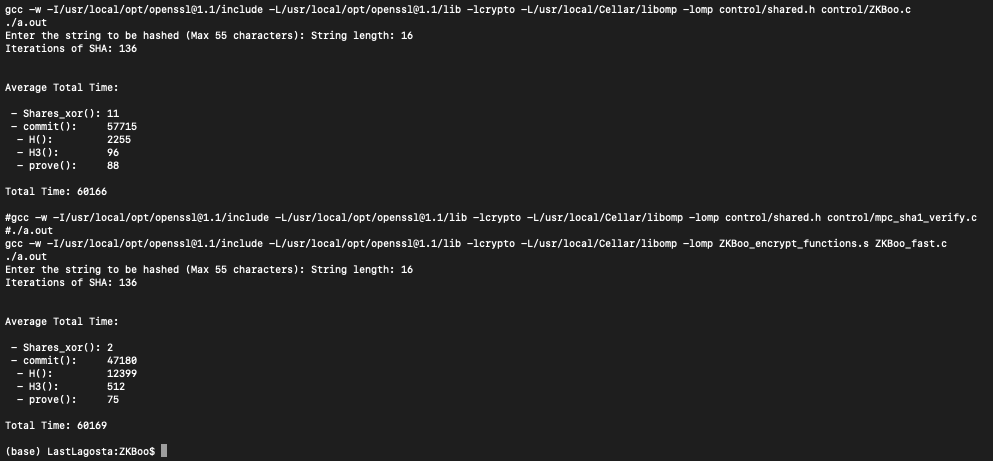 gcc -w -I/usr/local/opt/openssl@1.1/include -L/usr/local/opt/openssl@1.1/lib -lcrypto -L/usr/local/Cellar/libomp -lomp control/shared.h control/ZKBoo.c
./a.out
Enter the string to be hashed (Max 55 characters): String length: 16
Iterations of SHA: 136
Average Total Time:
- Shares_xor(): 11
- commit(): 57715
- H(): 2255
- H3(): 96
- prove(): 88
Total Time: 60166
#gcc -w -I/usr/local/opt/openssl@1.1/include -L/usr/local/opt/openssl@1.1/lib -lcrypto -L/usr/local/Cellar/libomp -lomp control/shared.h control/mpc_sha1_verify.c
#./a.out
gcc -w -I/usr/local/opt/openssl@1.1/include -L/usr/local/opt/openssl@1.1/lib -lcrypto -L/usr/local/Cellar/libomp -lomp ZKBoo_encrypt_functions.s ZKBoo_fast.c
./a.out
Enter the string to be hashed (Max 55 characters): String length: 16
Iterations of SHA: 136
Average Total Time:
- Shares_xor(): 2
- commit(): 47180
- H(): 12399
- H3(): 512
- prove(): 75
Total Time: 60169
(base) LastLagosta:ZKBoo$